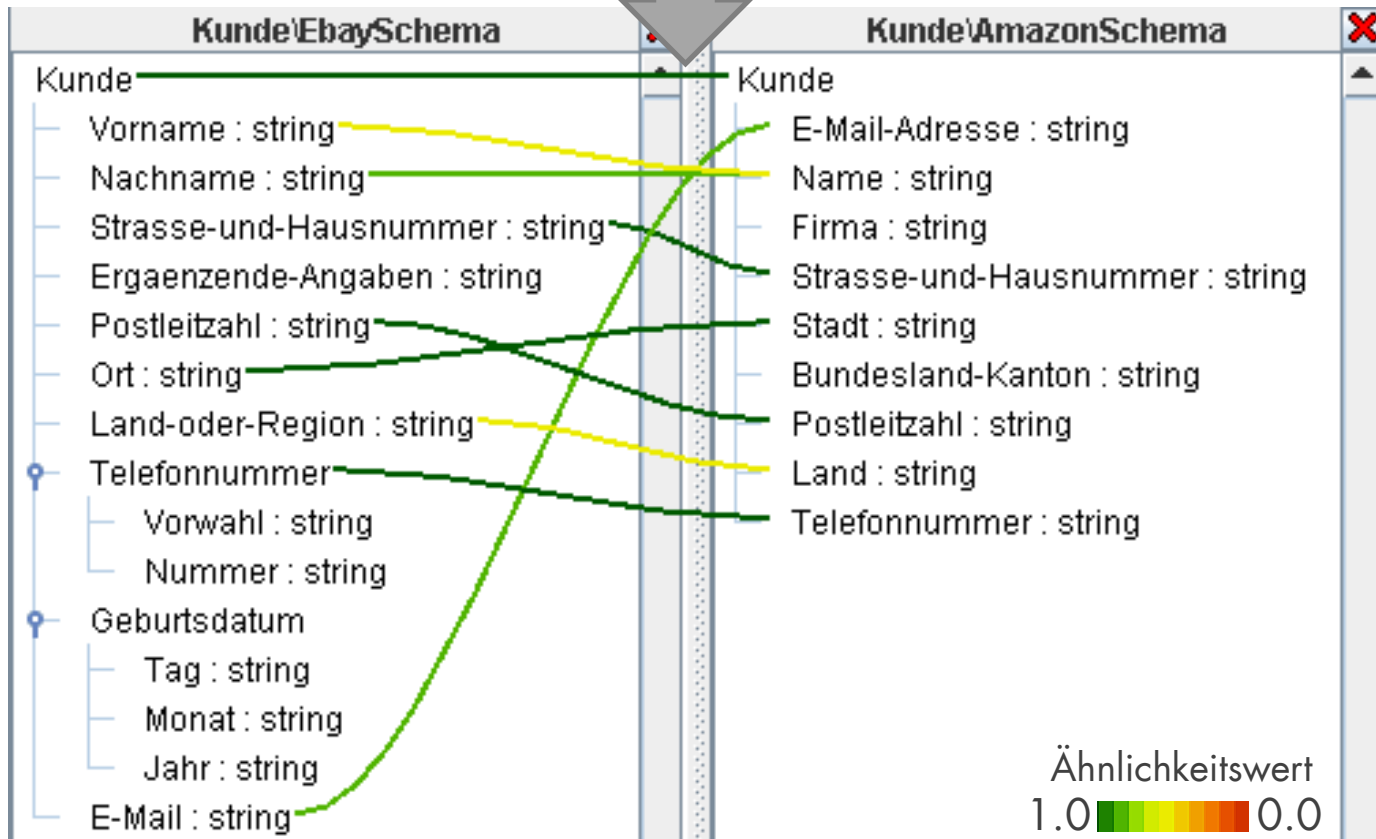 Kunde\EbaySchema
Kunde
Vorname : string
Nachname : string
Strasse-und-Hausnummer : string
Ergaenzende-Angaben : string
Postleitzahl : string
Ort : string
Land-oder-Region : string
Telefonnummer
Vorwahl : string
Nummer : string
Geburtsdatum
Tag : string
Monat : string
Jahr : string
E-Mail : string
Kunde\AmazonSchema
Kunde
E-Mail-Adresse : string
Name : string
Firma : string
Strasse-und-Hausnummer : string
Stadt : string
Bundesland-Kanton : string
Postleitzahl : string
Land : string
Telefonnummer : string
Ähnlichkeitswert
1.0 0.0